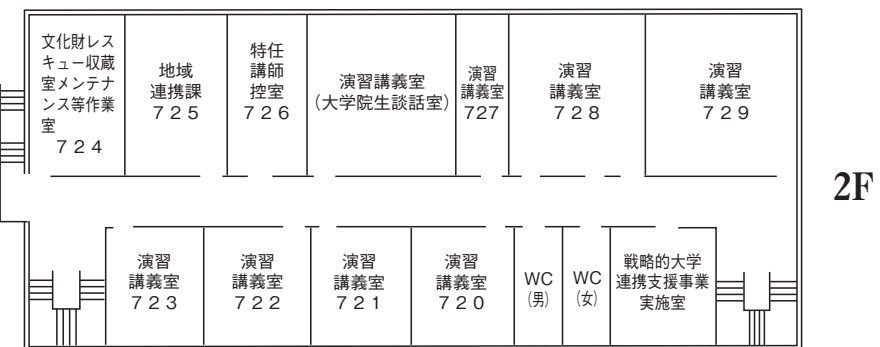 文化財レス
キュー収蔵
室メンテナ
ンス等作業
室
７２４
地域
連携課
７２５
特任
講師
控室
７２６
演習講義室
（大学院生談話室）
演習
講義室
727
演習
講義室
７２８
演習
講義室
７２９
2F
演習
講義室
７２３
演習
講義室
７２２
演習
講義室
７２１
演習
講義室
７２０
WC
（男）
WC
（女）
戦略的大学
連携支援事業
実施室